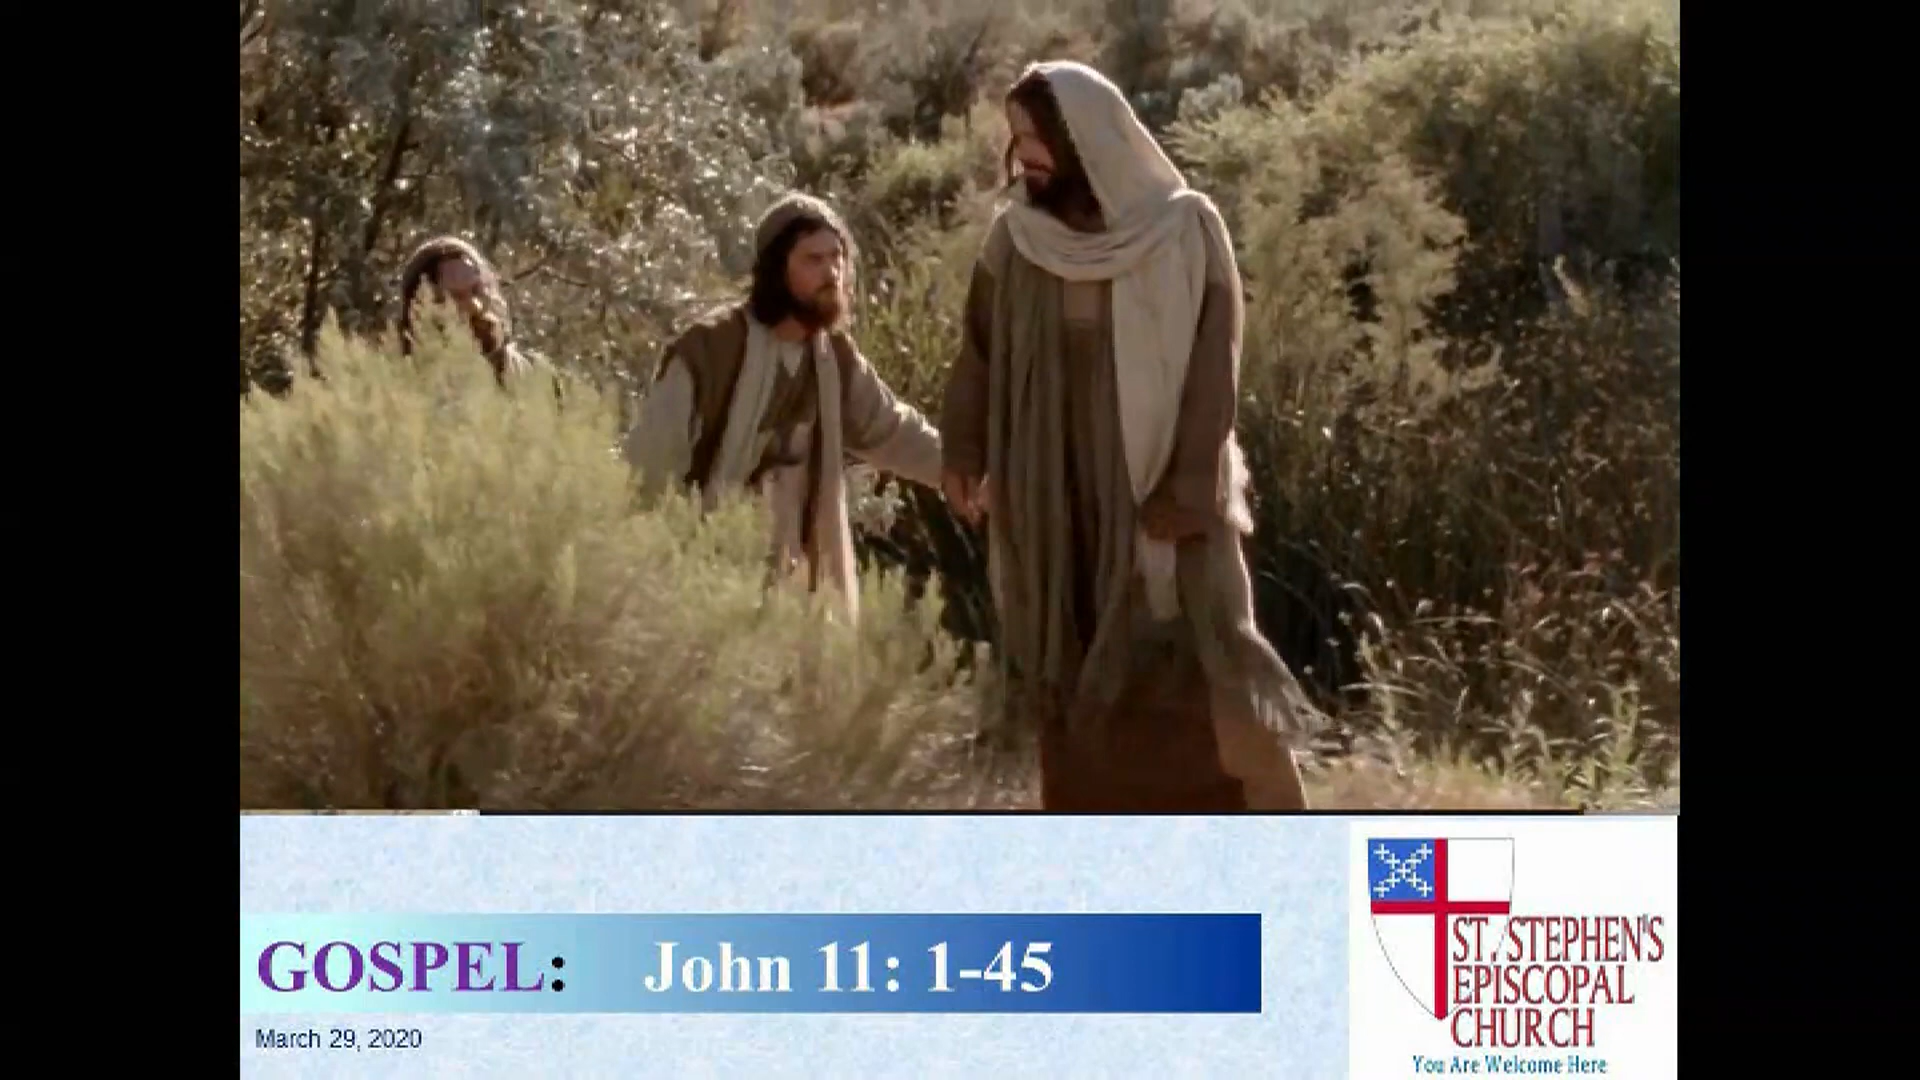 GOSPEL: John 11: 1-45
March 29, 2020
ST. STEPHEN'S
EPISCOPAL
CHURCH
You Are Welcome Here